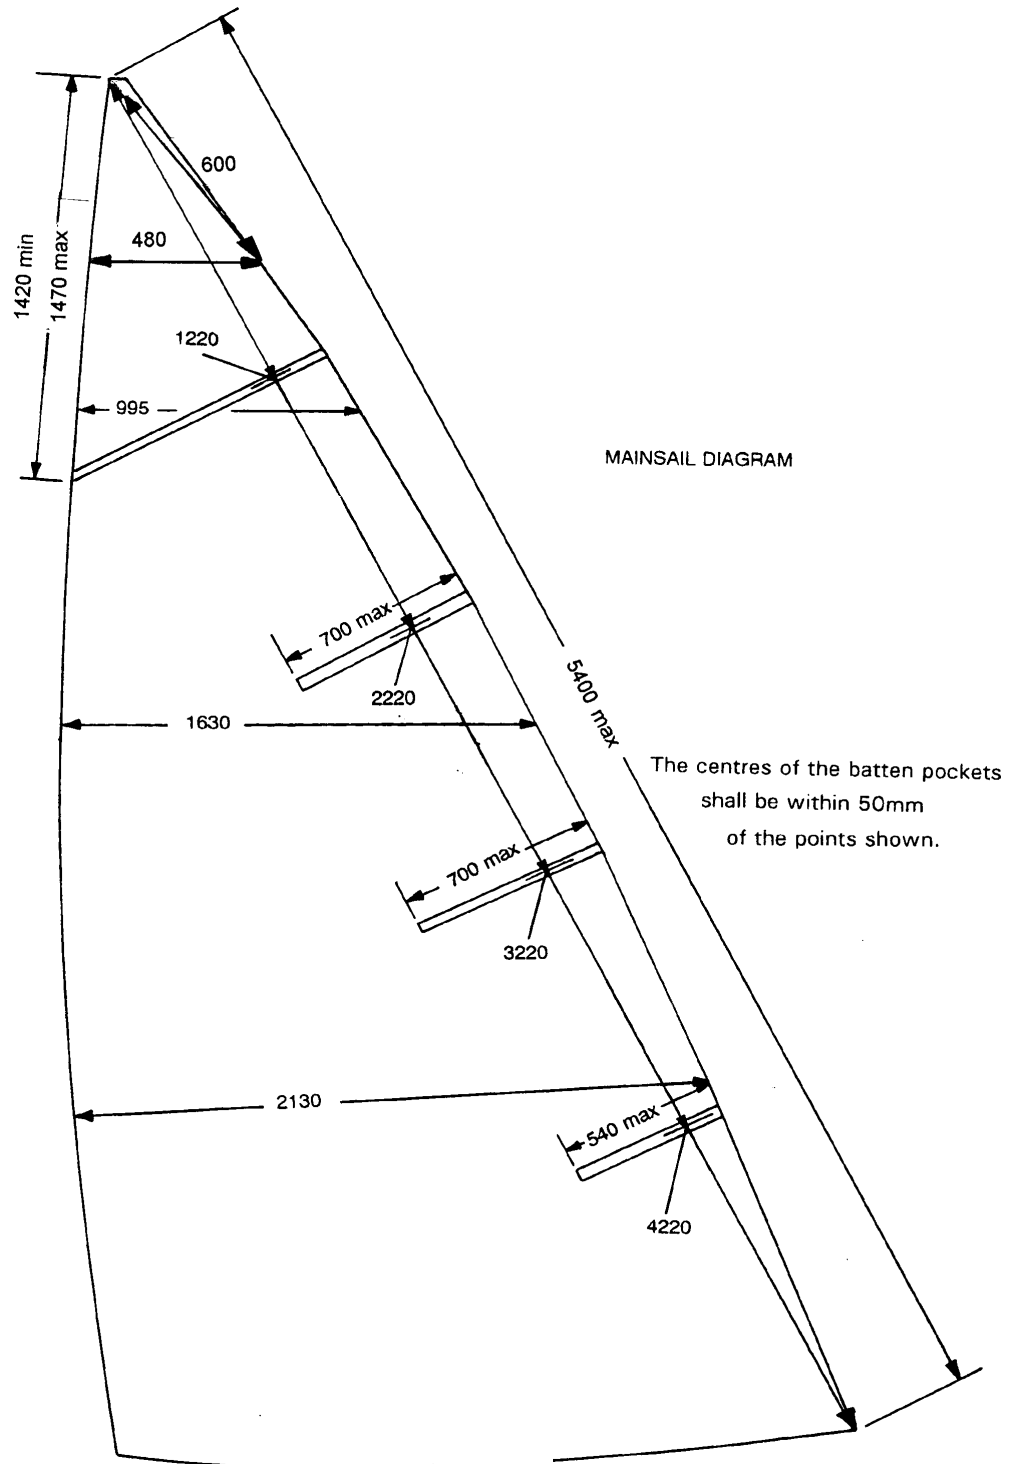 600
480
1420 min
1470 max
1220
995
MAINSAIL DIAGRAM
700 max
2220
1630
5400 max
The centres of the batten pockets
shall be within 50mm
of the points shown.
700 max
3220
2130
540 max
4220